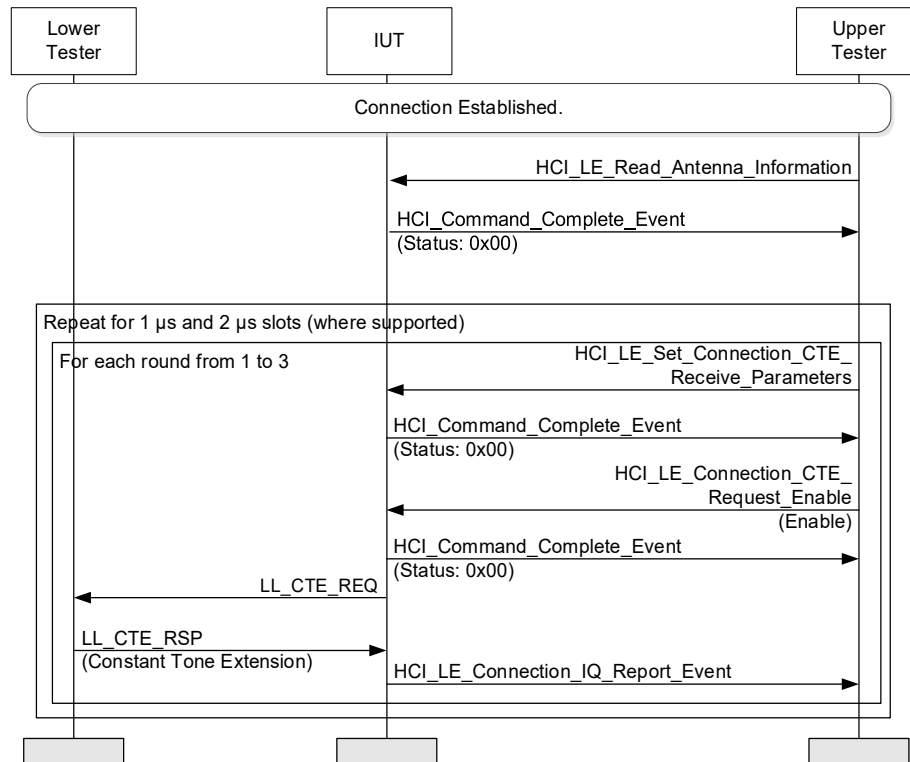 Lower
Tester
IUT
Upper
Tester
Connection Established.
HCI_LE_Read_Antenna_Information
HCI_Command_Complete_Event
(Status: 0x00)
Repeat for 1 µs and 2 µs slots (where supported)
For each round from 1 to 3
HCI_LE_Set_Connection_CTE_
Receive_Parameters
HCI_Command_Complete_Event
(Status: 0x00)
HCI_LE_Connection_CTE_
Request_Enable
(Enable)
HCI_Command_Complete_Event
(Status: 0x00)
LL_CTE_REQ
LL_CTE_RSP
(Constant Tone Extension)
HCI_LE_Connection_IQ_Report_Event